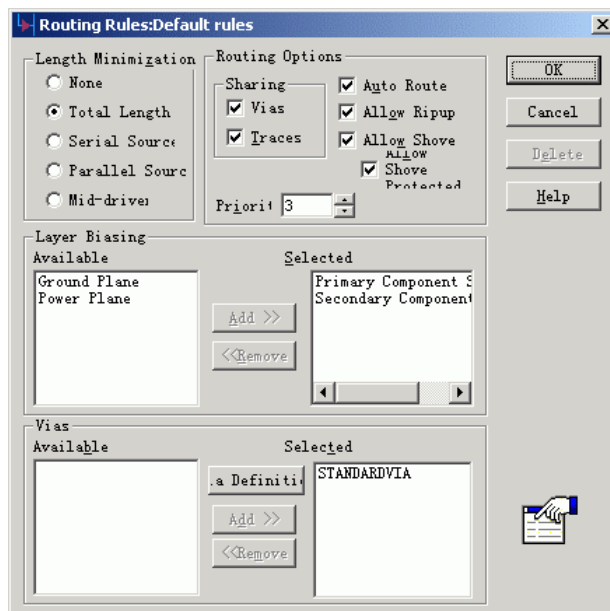 Routing Rules:Default rules
Length Minimization
None
Total Length
Serial Source
Parallel Sourc
Mid-driver
Routing Options
Sharing
Vias
Traces
Auto Route
Allow Ripup
Allow Shove
Allow
Shove
Protected
Priorit 3
OK
Cancel
Delete
Help
Layer Biasing
Available
Ground Plane
Power Plane
Add >>
<<Remove
Selected
Primary Component S
Secondary Component
Vias
Available
.a Definiti
Add >>
<<Remove
Selected
STANDARDVIA